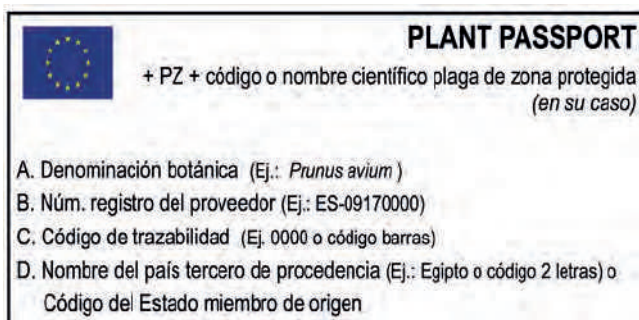 PLANT PASSPORT
+ PZ + código o nombre científico plaga de zona protegida
(en su caso)
A. Denominación botánica (Ej.: Prunus avium )
B. Núm. registro del proveedor (Ej.: ES-09170000)
C. Código de trazabilidad (Ej. 0000 o código barras)
D. Nombre del país tercero de procedencia (Ej.: Egipto o código 2 letras) o
Código del Estado miembro de origen